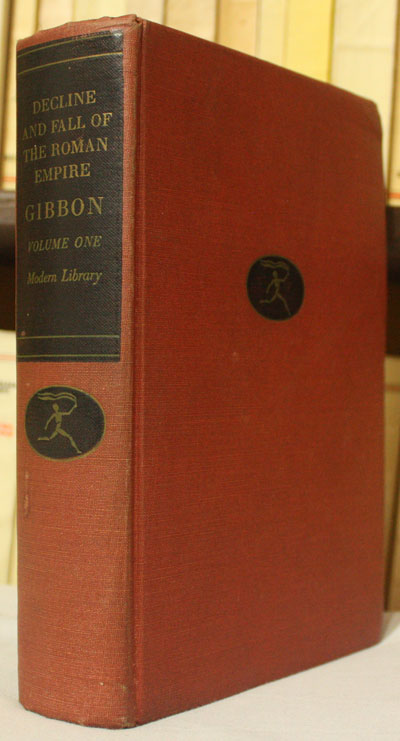 DECLINE
AND FALL OF
THE ROMAN
EMPIRE
GIBBON
VOLUME ONE
Modern Library